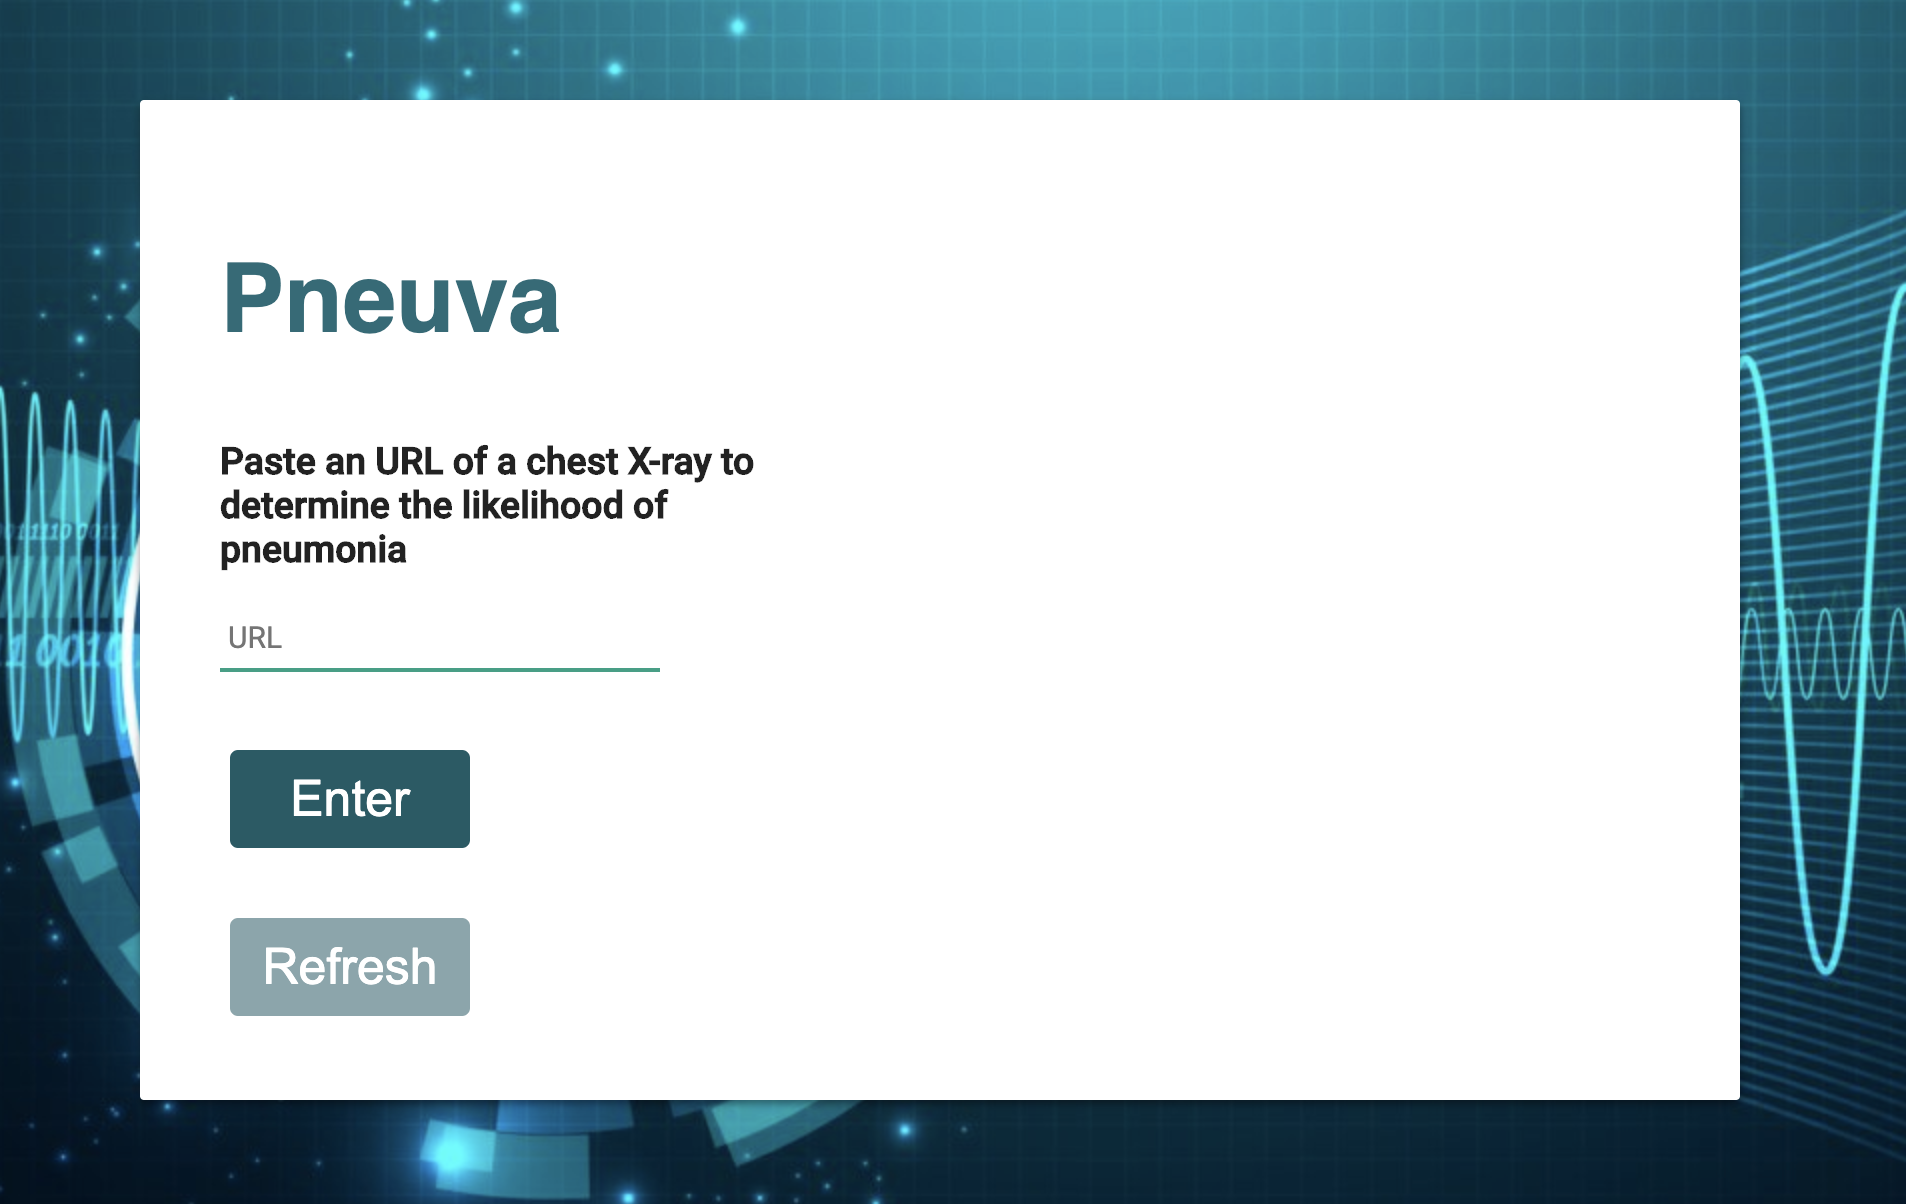 Pneuva
Paste an URL of a chest X-ray to
determine the likelihood of
pneumonia
URL
Enter
Refresh